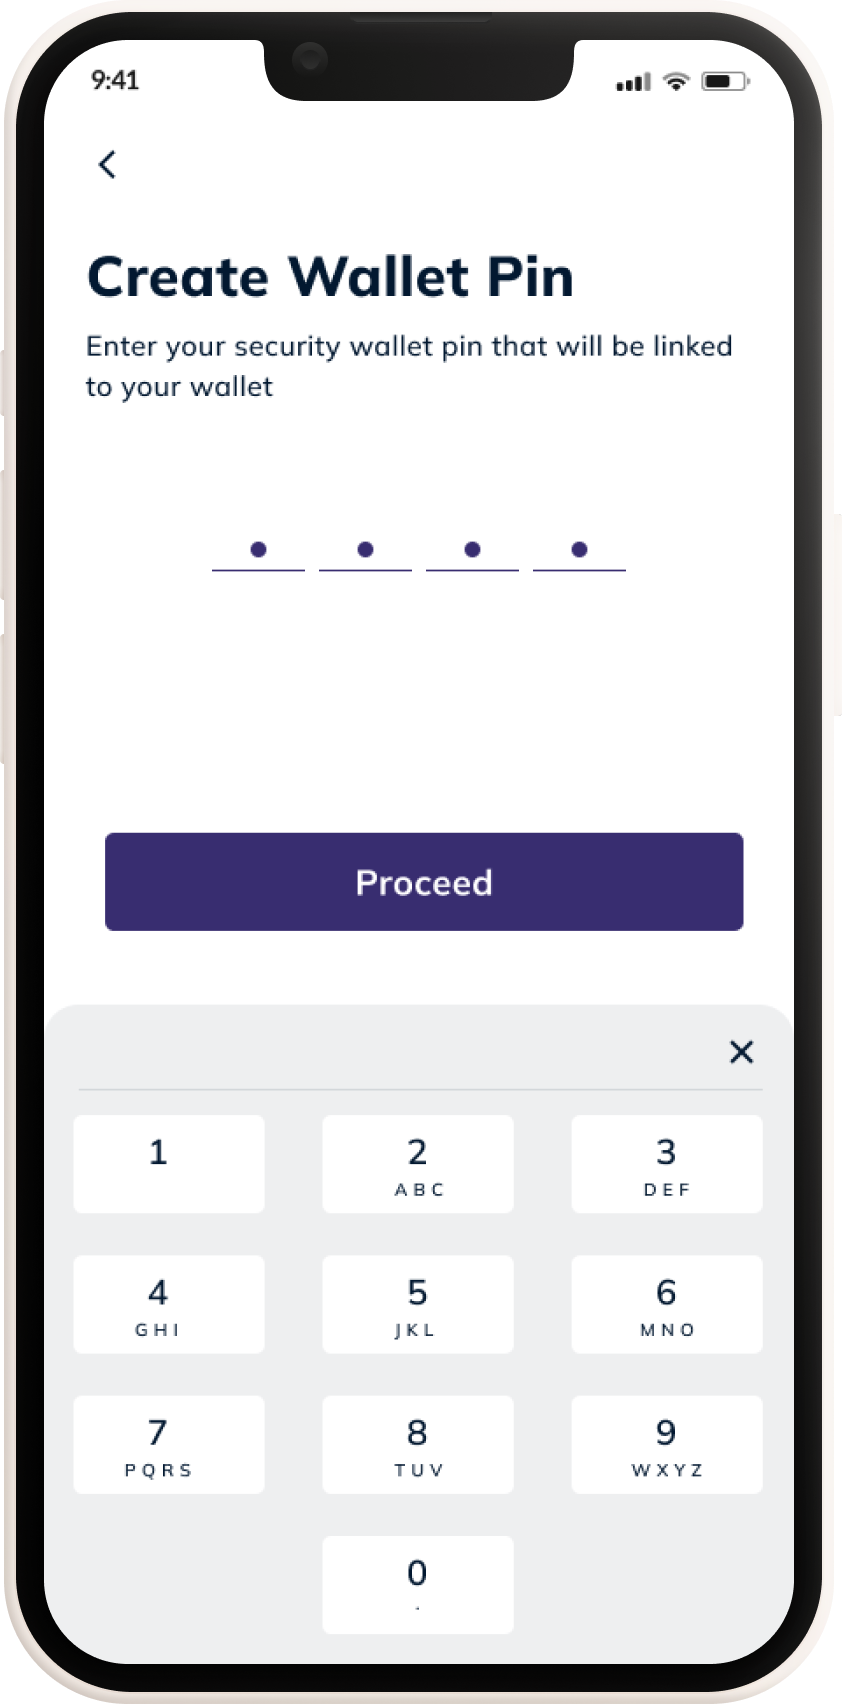 9:41
Create Wallet Pin
Enter your security wallet pin that will be linked
to your wallet
Proceed
1
2
ABC
3
DEF
4
GHI
5
JKL
6
MNO
7
PQRS
8
TUV
9
WXYZ
0
.